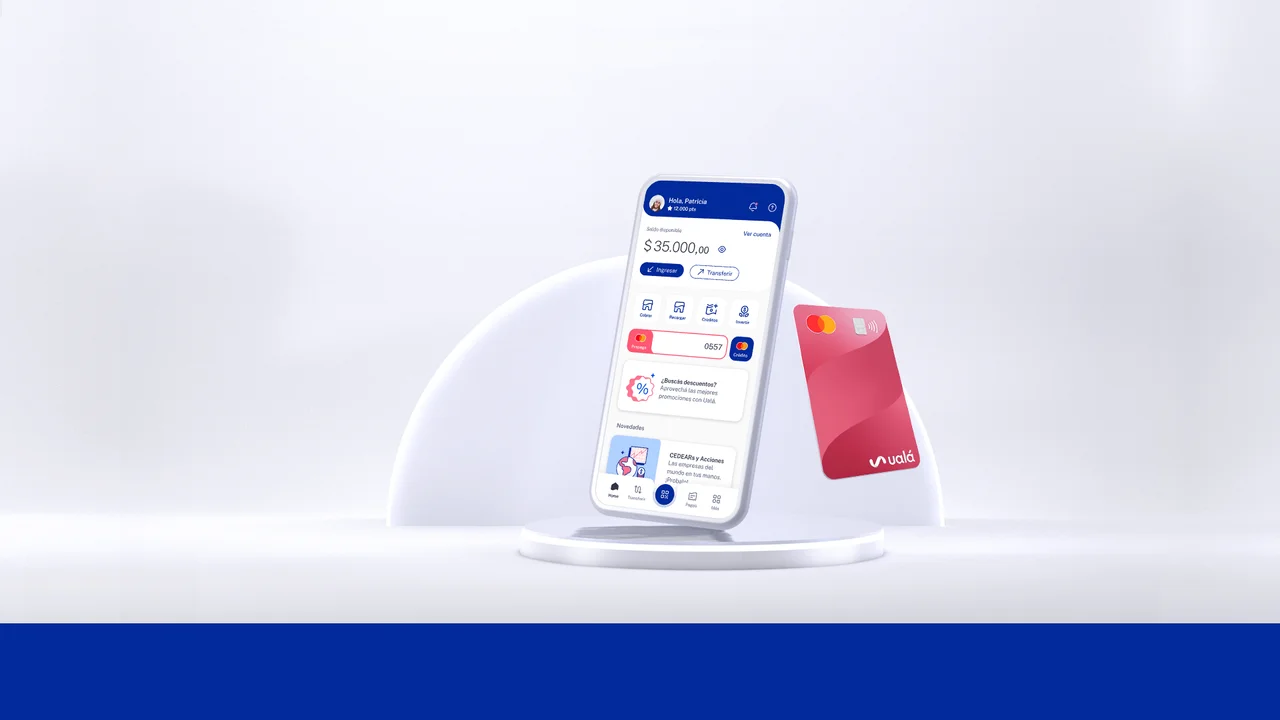 Hola, Patricia
12.000 pts
Saldo disponible
Ver cuenta
$ 35.000,00
Ingresar
Transferir
Cobrar
Recargar
Créditos
Invertir
Prepaga
0557
Crédito
¿Buscás descuentos?
Aprovechá las mejores
promociones con Ualá.
Novedades
CEDEARs y Acciones
Las empresas del
mundo en tus manos.
¡Probalo!
Home
Pagos
Más
ualá